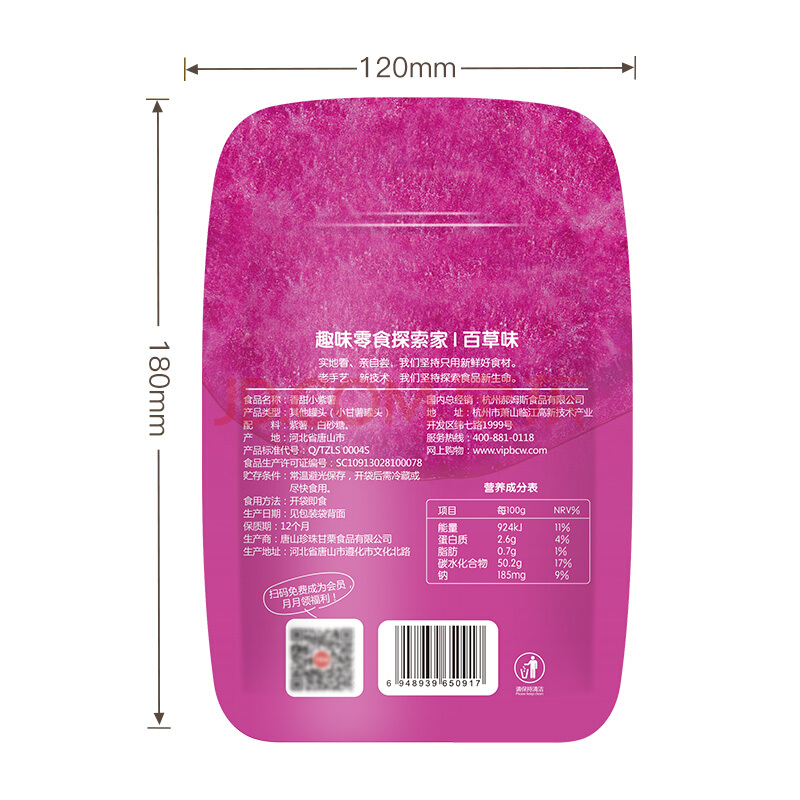 120mm
180mm
趣味零食探索家 | 百草味
实地看、亲自尝，我们坚持只用新鲜好食材。
老手艺、新技术，我们坚持探索食品新生命。
食品名称：香甜小紫薯
产品类型：其他罐头（小甘薯罐头）
配 料：紫薯，白砂糖。
产 地：河北省唐山市
产品标准代号：Q/TZLS 0004S
食品生产许可证编号：SC10913028100078
贮存条件：常温避光保存，开袋后需冷藏或
尽快食用。
食用方法：开袋即食
生产日期：见包装袋背面
保质期：12个月
生产商：唐山珍珠甘栗食品有限公司
生产地址：河北省唐山市遵化市文化北路
国内总经销：杭州郝姆斯食品有限公司
地 址：杭州市萧山临江高新技术产业
开发区纬七路1999号
服务热线：400-881-0118
网上购物：www.vipbcw.com
营养成分表
项目 每100g NRV%
能量 924kJ 11%
蛋白质 2.6g 4%
脂肪 0.7g 1%
碳水化合物 50.2g 17%
钠 185mg 9%
扫码免费成为会员，
月月领福利！
6 948939 650917
请保持清洁
Please keep clean